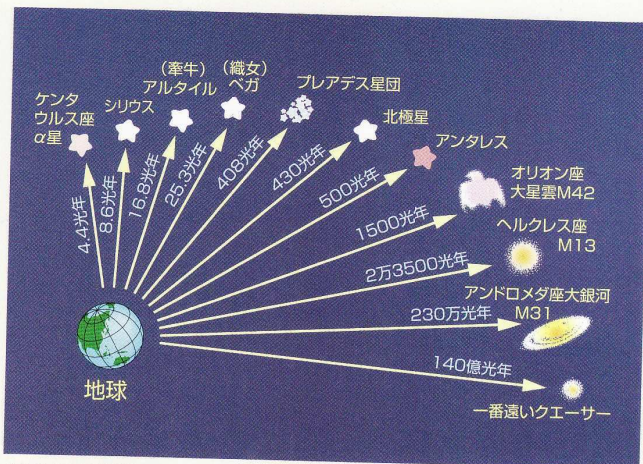 ケンタ
ウルス座
α星
シリウス
(牽牛)
アルタイル
(織女)
ベガ
プレアデス星団
北極星
アンタレス
オリオン座
大星雲M42
ヘルクレス座
M13
アンドロメダ座大銀河
M31
一番遠いクエーサー
4.4光年
8.6光年
16.8光年
25.3光年
408光年
430光年
500光年
1500光年
2万3500光年
230万光年
140億光年
地球